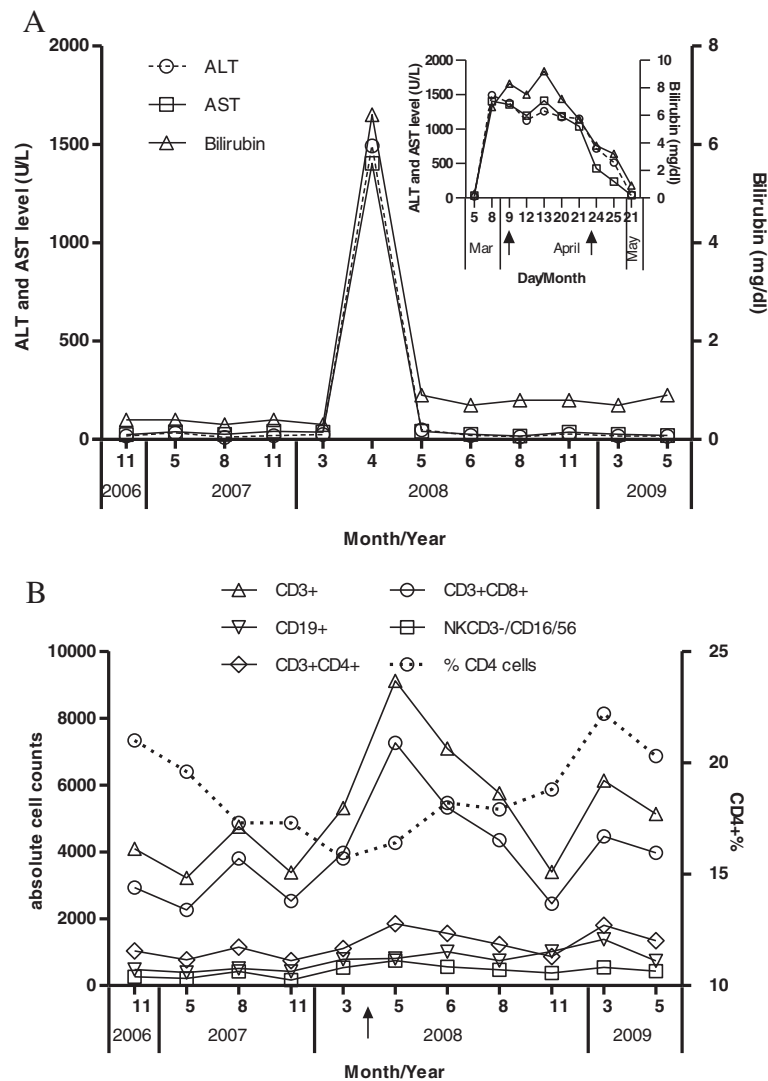 A
2000
1500
1000
500
0
ALT and AST level (U/L)
8
6
4
2
0
Bilirubin (mg/dl)
ALT
AST
Bilirubin
2000
1500
1000
500
0
ALT and AST level (U/L)
10
8
6
4
2
0
Bilirubin (mg/dl)
5 8 9 12 13 20 21 24 25 21
Mar April May
Day/Month
11 5 8 11 3 4 5 6 8 11 3 5
2006 2007 2008 2009
Month/Year
B
CD3+ CD3+CD8+
CD19+ NKCD3-/CD16/56
CD3+CD4+ % CD4 cells
10000
8000
6000
4000
2000
0
absolute cell counts
25
20
15
10
CD4+%
11 5 8 11 3 5 6 8 11 3 5
2006 2007 2008 2009
Month/Year